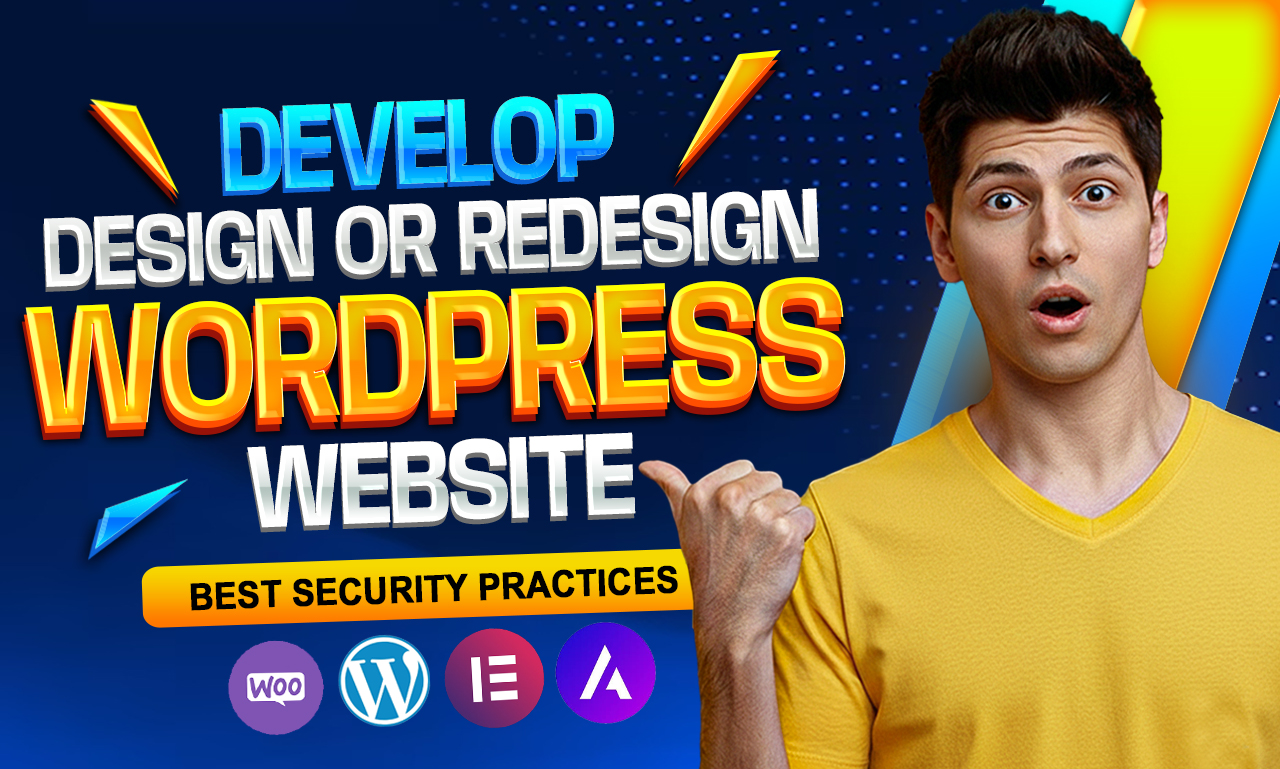 DEVELOP
DESIGN OR REDESIGN
WORDPRESS
WEBSITE
BEST SECURITY PRACTICES
WOO
W